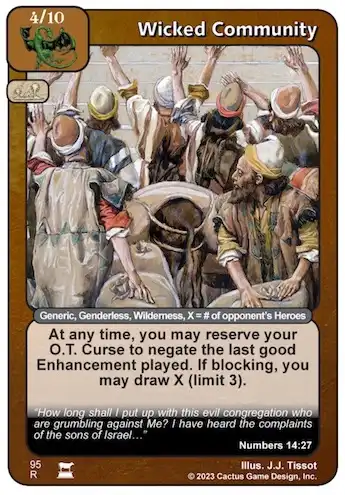 4/10
Wicked Community
Generic, Genderless, Wilderness, X = # of opponent's Heroes
At any time, you may reserve your
O.T. Curse to negate the last good
Enhancement played. If blocking, you
may draw X (limit 3).
"How long shall I put up with this evil congregation who
are grumbling against Me? I have heard the complaints
of the sons of Israel…"
Numbers 14:27
95
R
Illus. J.J. Tissot
© 2023 Cactus Game Design, Inc.